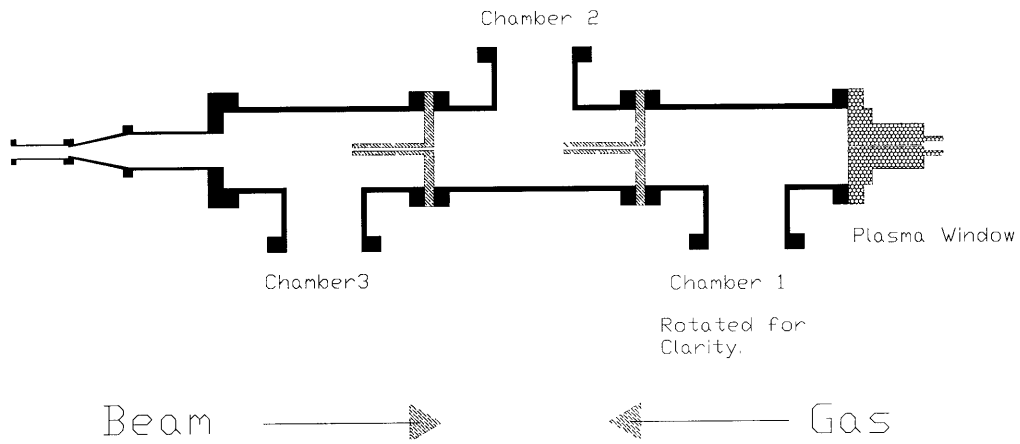 Chamber 2
Plasma Window
Chamber3
Chamber 1
Rotated for
Clarity.
Beam
Gas